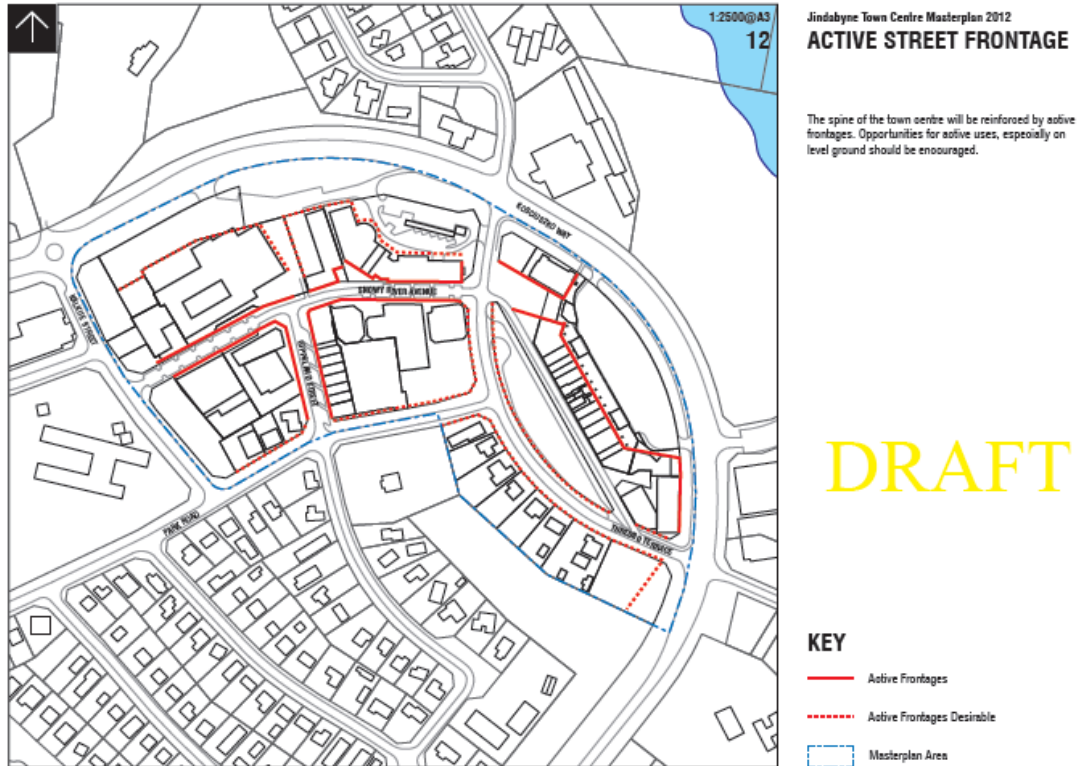 1:2500@A3
12
Jindabyne Town Centre Masterplan 2012
ACTIVE STREET FRONTAGE
The spine of the town centre will be reinforced by active
frontages. Opportunities for active uses, especially on
level ground should be encouraged.
KOSCIUSZKO WAY
SNOWY RIVER AVENUE
GIPPSLAND STREET
PARK ROAD
THREDBO TERRACE
DRAFT
KEY
Active Frontages
Active Frontages Desirable
Masterplan Area